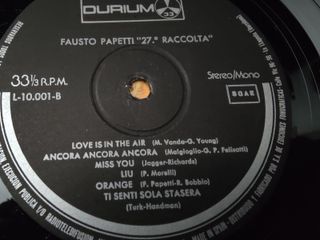 DURIUM
33
FAUSTO PAPETTI "27.ª RACCOLTA"
33⅓ R.P.M.
Stereo/Mono
L-10.001-B
SGAE
LOVE IS IN THE AIR (M. Vanda-G. Young)
ANCORA ANCORA ANCORA (Malgioglio-G. P. Felisatti)
MISS YOU (Jagger-Richards)
LIU (P. Morelli)
ORANGE (F. Papetti-R. Bobbio)
TI SENTI SOLA STASERA
(Turk-Handman)